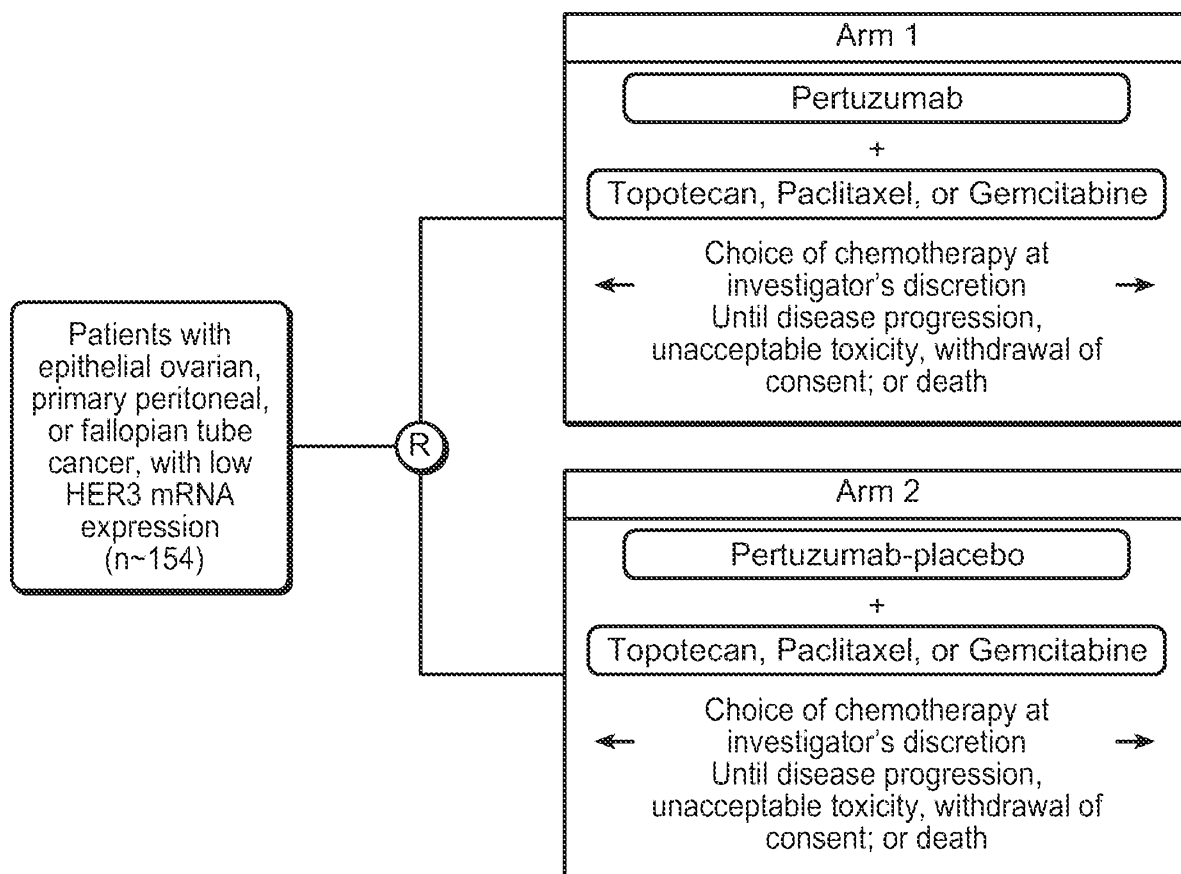 Patients with
epithelial ovarian,
primary peritoneal,
or fallopian tube
cancer, with low
HER3 mRNA
expression
(n~154)
R
Arm 1
Pertuzumab
+
Topotecan, Paclitaxel, or Gemcitabine
Choice of chemotherapy at
investigator's discretion
Until disease progression,
unacceptable toxicity, withdrawal of
consent; or death
Arm 2
Pertuzumab-placebo
+
Topotecan, Paclitaxel, or Gemcitabine
Choice of chemotherapy at
investigator's discretion
Until disease progression,
unacceptable toxicity, withdrawal of
consent; or death